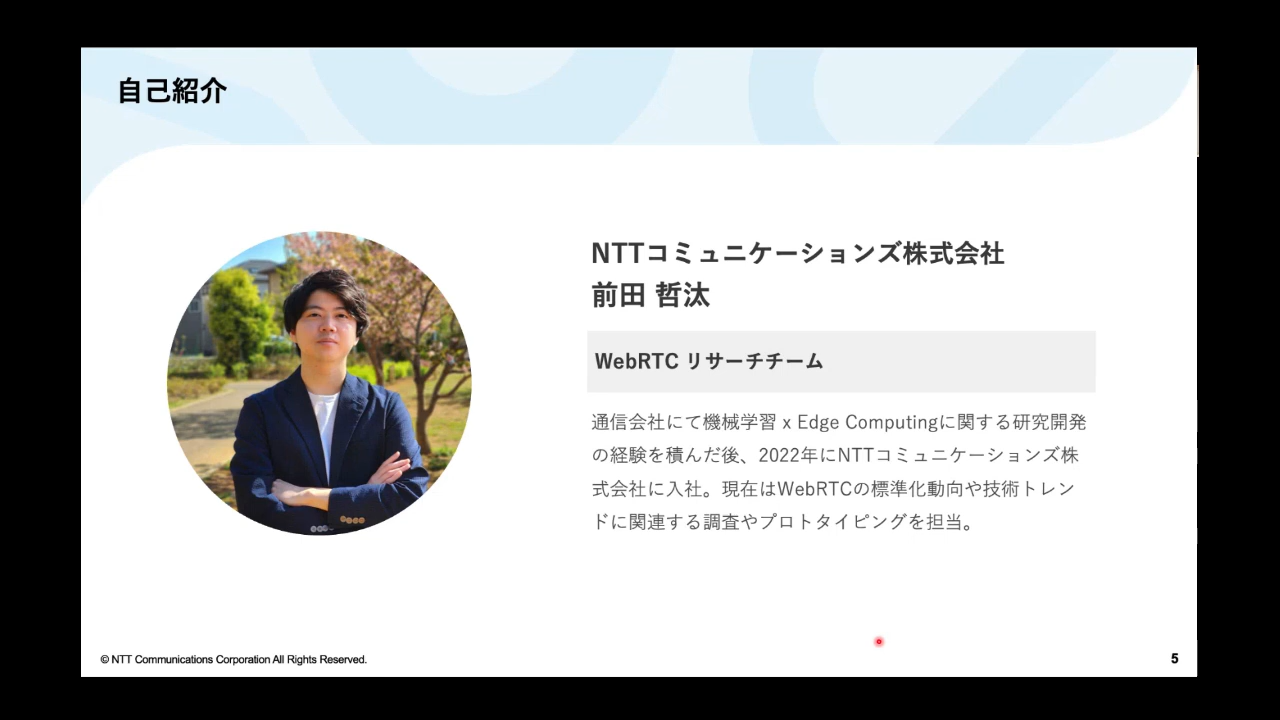 自己紹介
NTTコミュニケーションズ株式会社
前田 哲汰
WebRTC リサーチチーム
通信会社にて機械学習 x Edge Computingに関する研究開発
の経験を積んだ後、2022年にNTTコミュニケーションズ株
式会社に入社。現在はWebRTCの標準化動向や技術トレン
ドに関連する調査やプロトタイピングを担当。
© NTT Communications Corporation All Rights Reserved.
5